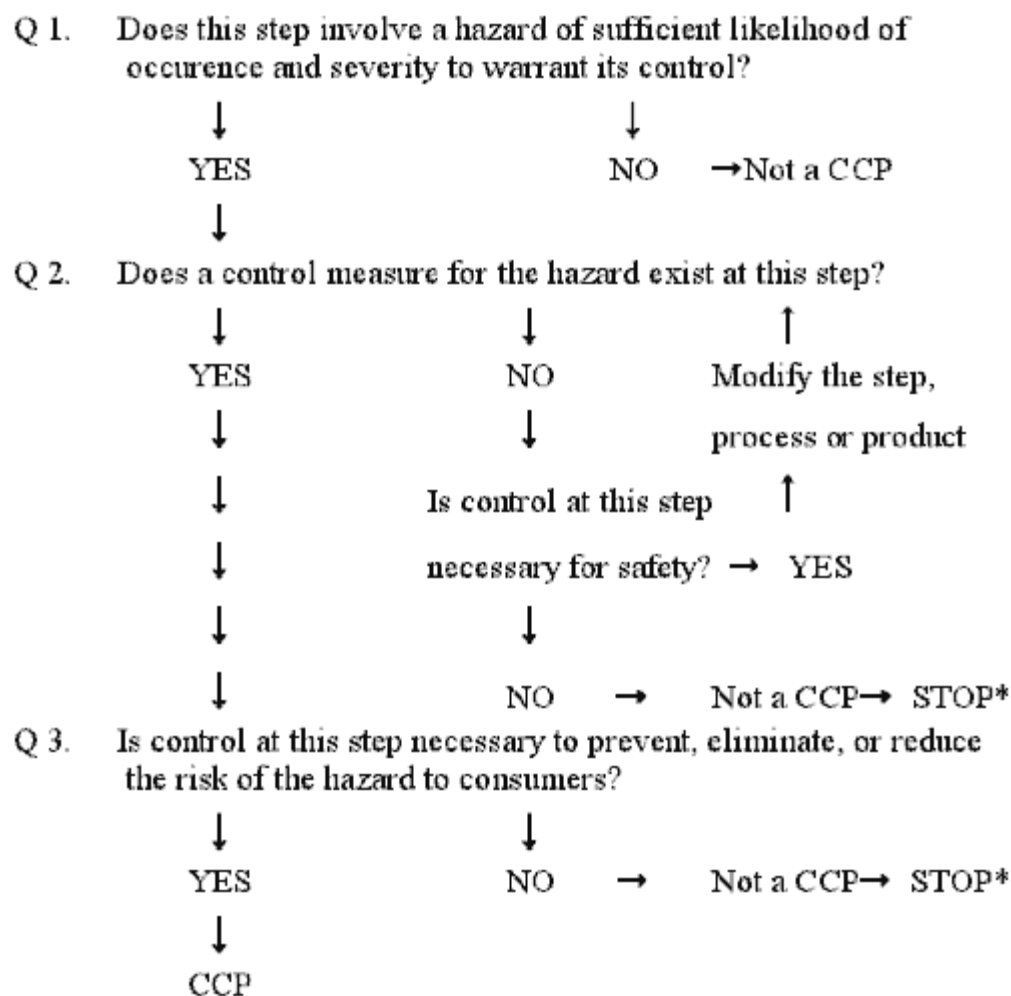 Q 1. Does this step involve a hazard of sufficient likelihood of
occurence and severity to warrant its control?
↓ ↓
YES NO →Not a CCP
↓
Q 2. Does a control measure for the hazard exist at this step?
↓ ↓ ↑
YES NO Modify the step,
↓ ↓ process or product
↓ Is control at this step ↑
↓ necessary for safety? → YES
↓ ↓
↓ NO → Not a CCP→ STOP*
Q 3. Is control at this step necessary to prevent, eliminate, or reduce
the risk of the hazard to consumers?
↓ ↓
YES NO → Not a CCP→ STOP*
↓
CCP